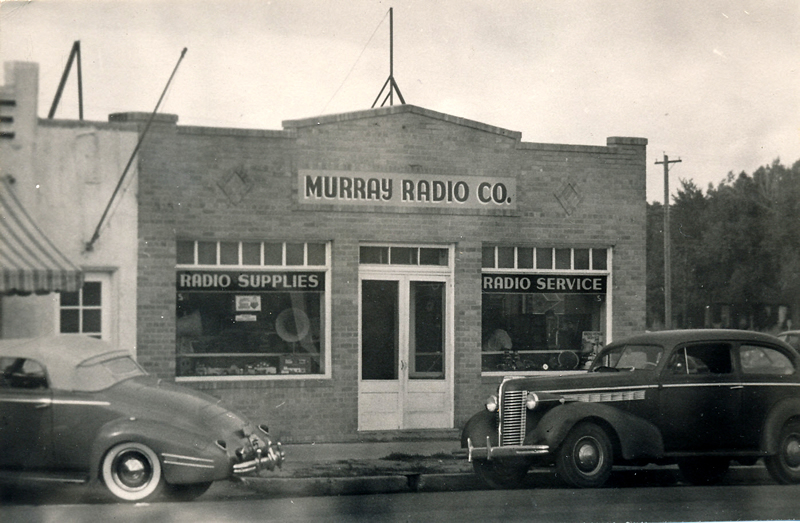 MURRAY RADIO CO.
RADIO SUPPLIES
RADIO SERVICE